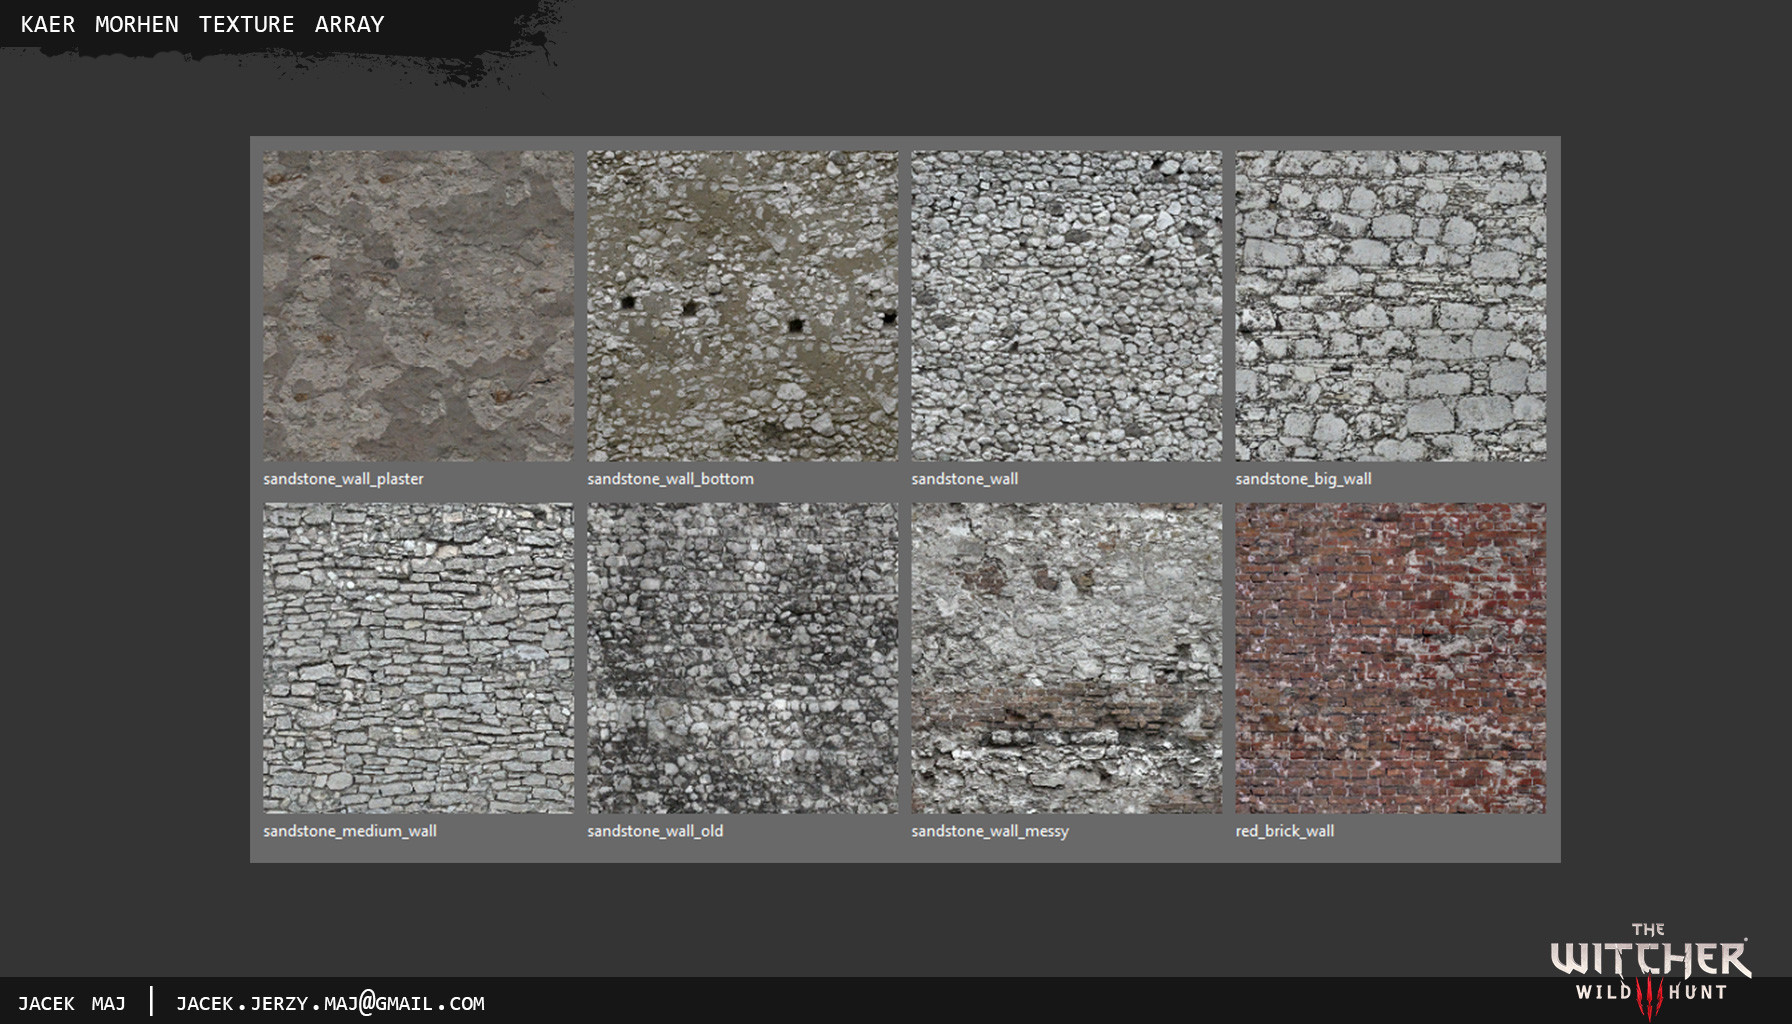 KAER MORHEN TEXTURE ARRAY
sandstone_wall_plaster
sandstone_wall_bottom
sandstone_wall
sandstone_big_wall
sandstone_medium_wall
sandstone_wall_old
sandstone_wall_messy
red_brick_wall
THE
WITCHER
WILD HUNT
JACEK MAJ | JACEK.JERZY.MAJ@GMAIL.COM